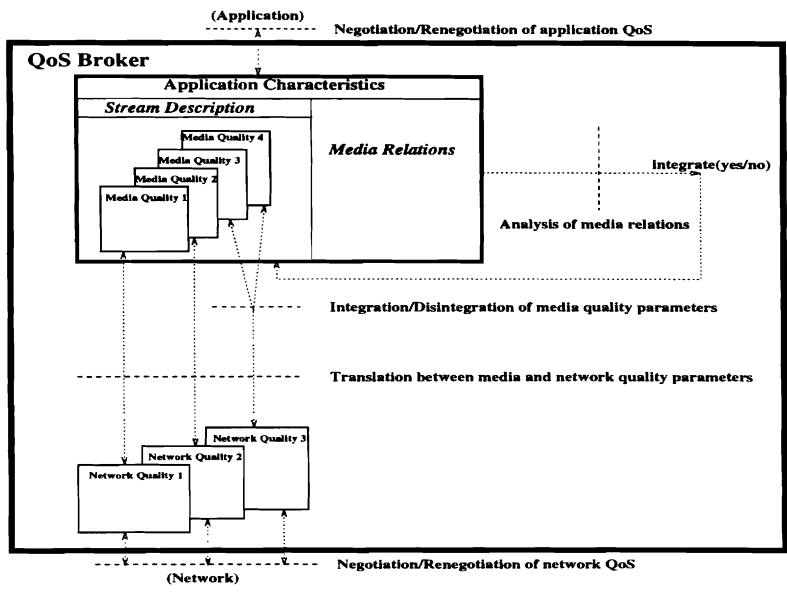 (Application)
Negotiation/Renegotiation of application QoS
QoS Broker
Application Characteristics
Stream Description
Media Quality 4
Media Quality 3
Media Quality 2
Media Quality 1
Media Relations
integrate(yes/no)
Analysis of media relations
Integration/Disintegration of media quality parameters
Translation between media and network quality parameters
Network Quality 3
Network Quality 2
Network Quality 1
Negotiation/Renegotiation of network QoS
(Network)